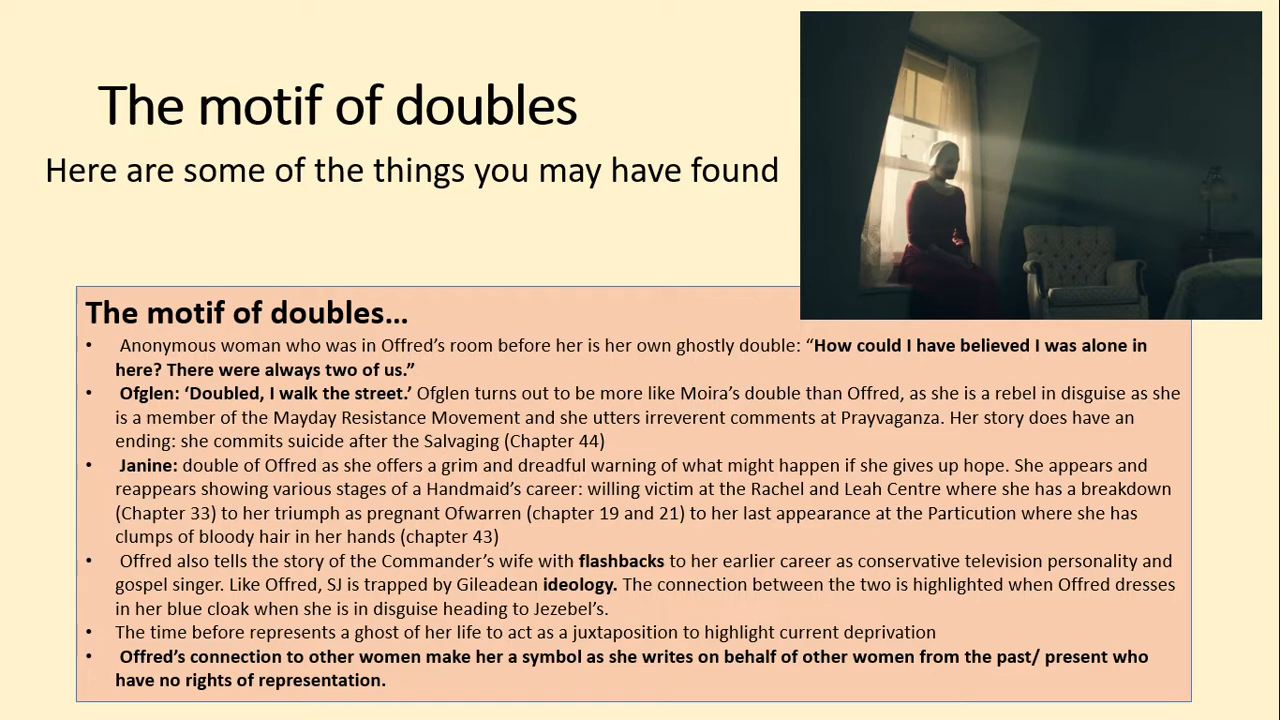 The motif of doubles
Here are some of the things you may have found
The motif of doubles...
• Anonymous woman who was in Offred’s room before her is her own ghostly double: “How could I have believed I was alone in
here? There were always two of us.”
• Ofglen: ‘Doubled, I walk the street.’ Ofglen turns out to be more like Moira’s double than Offred, as she is a rebel in disguise as she
is a member of the Mayday Resistance Movement and she utters irreverent comments at Prayvaganza. Her story does have an
ending: she commits suicide after the Salvaging (Chapter 44)
• Janine: double of Offred as she offers a grim and dreadful warning of what might happen if she gives up hope. She appears and
reappears showing various stages of a Handmaid’s career: willing victim at the Rachel and Leah Centre where she has a breakdown
(Chapter 33) to her triumph as pregnant Ofwarren (chapter 19 and 21) to her last appearance at the Particution where she has
clumps of bloody hair in her hands (chapter 43)
• Offred also tells the story of the Commander’s wife with flashbacks to her earlier career as conservative television personality and
gospel singer. Like Offred, SJ is trapped by Gileadean ideology. The connection between the two is highlighted when Offred dresses
in her blue cloak when she is in disguise heading to Jezebel’s.
• The time before represents a ghost of her life to act as a juxtaposition to highlight current deprivation
• Offred’s connection to other women make her a symbol as she writes on behalf of other women from the past/ present who
have no rights of representation.